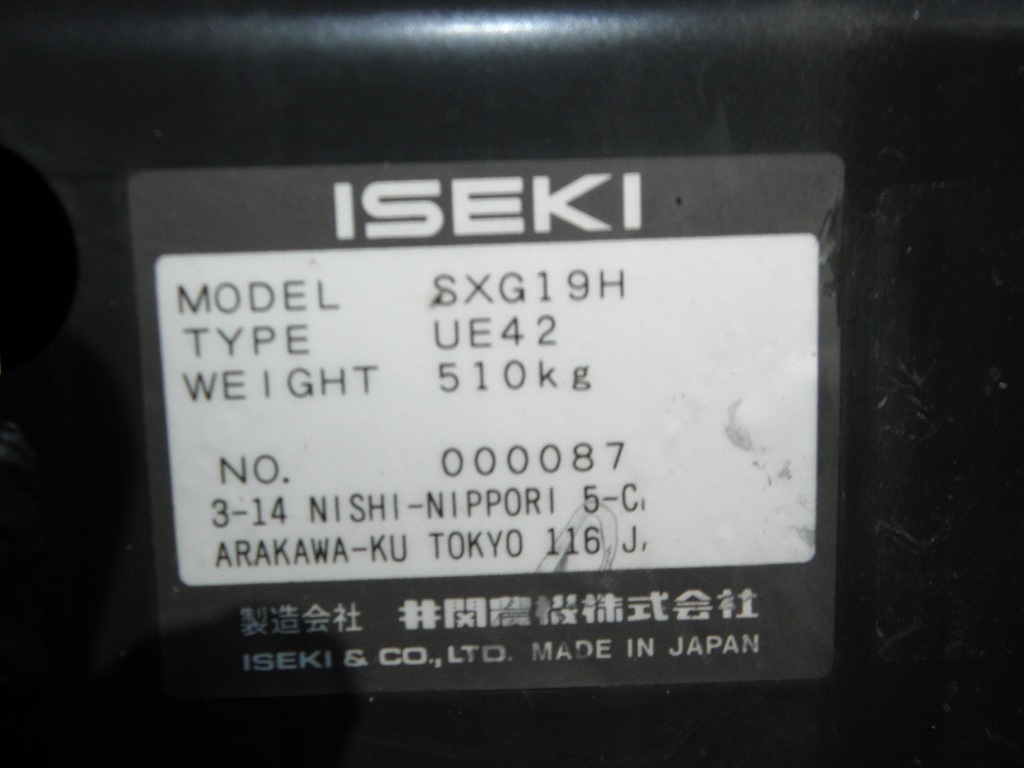 ISEKI
MODEL SXG19H
TYPE UE42
WEIGHT 510kg
NO. 000087
3-14 NISHI-NIPPORI 5-C
ARAKAWA-KU TOKYO 116 J
製造会社 井関農機株式会社
ISEKI & CO.,LTD. MADE IN JAPAN